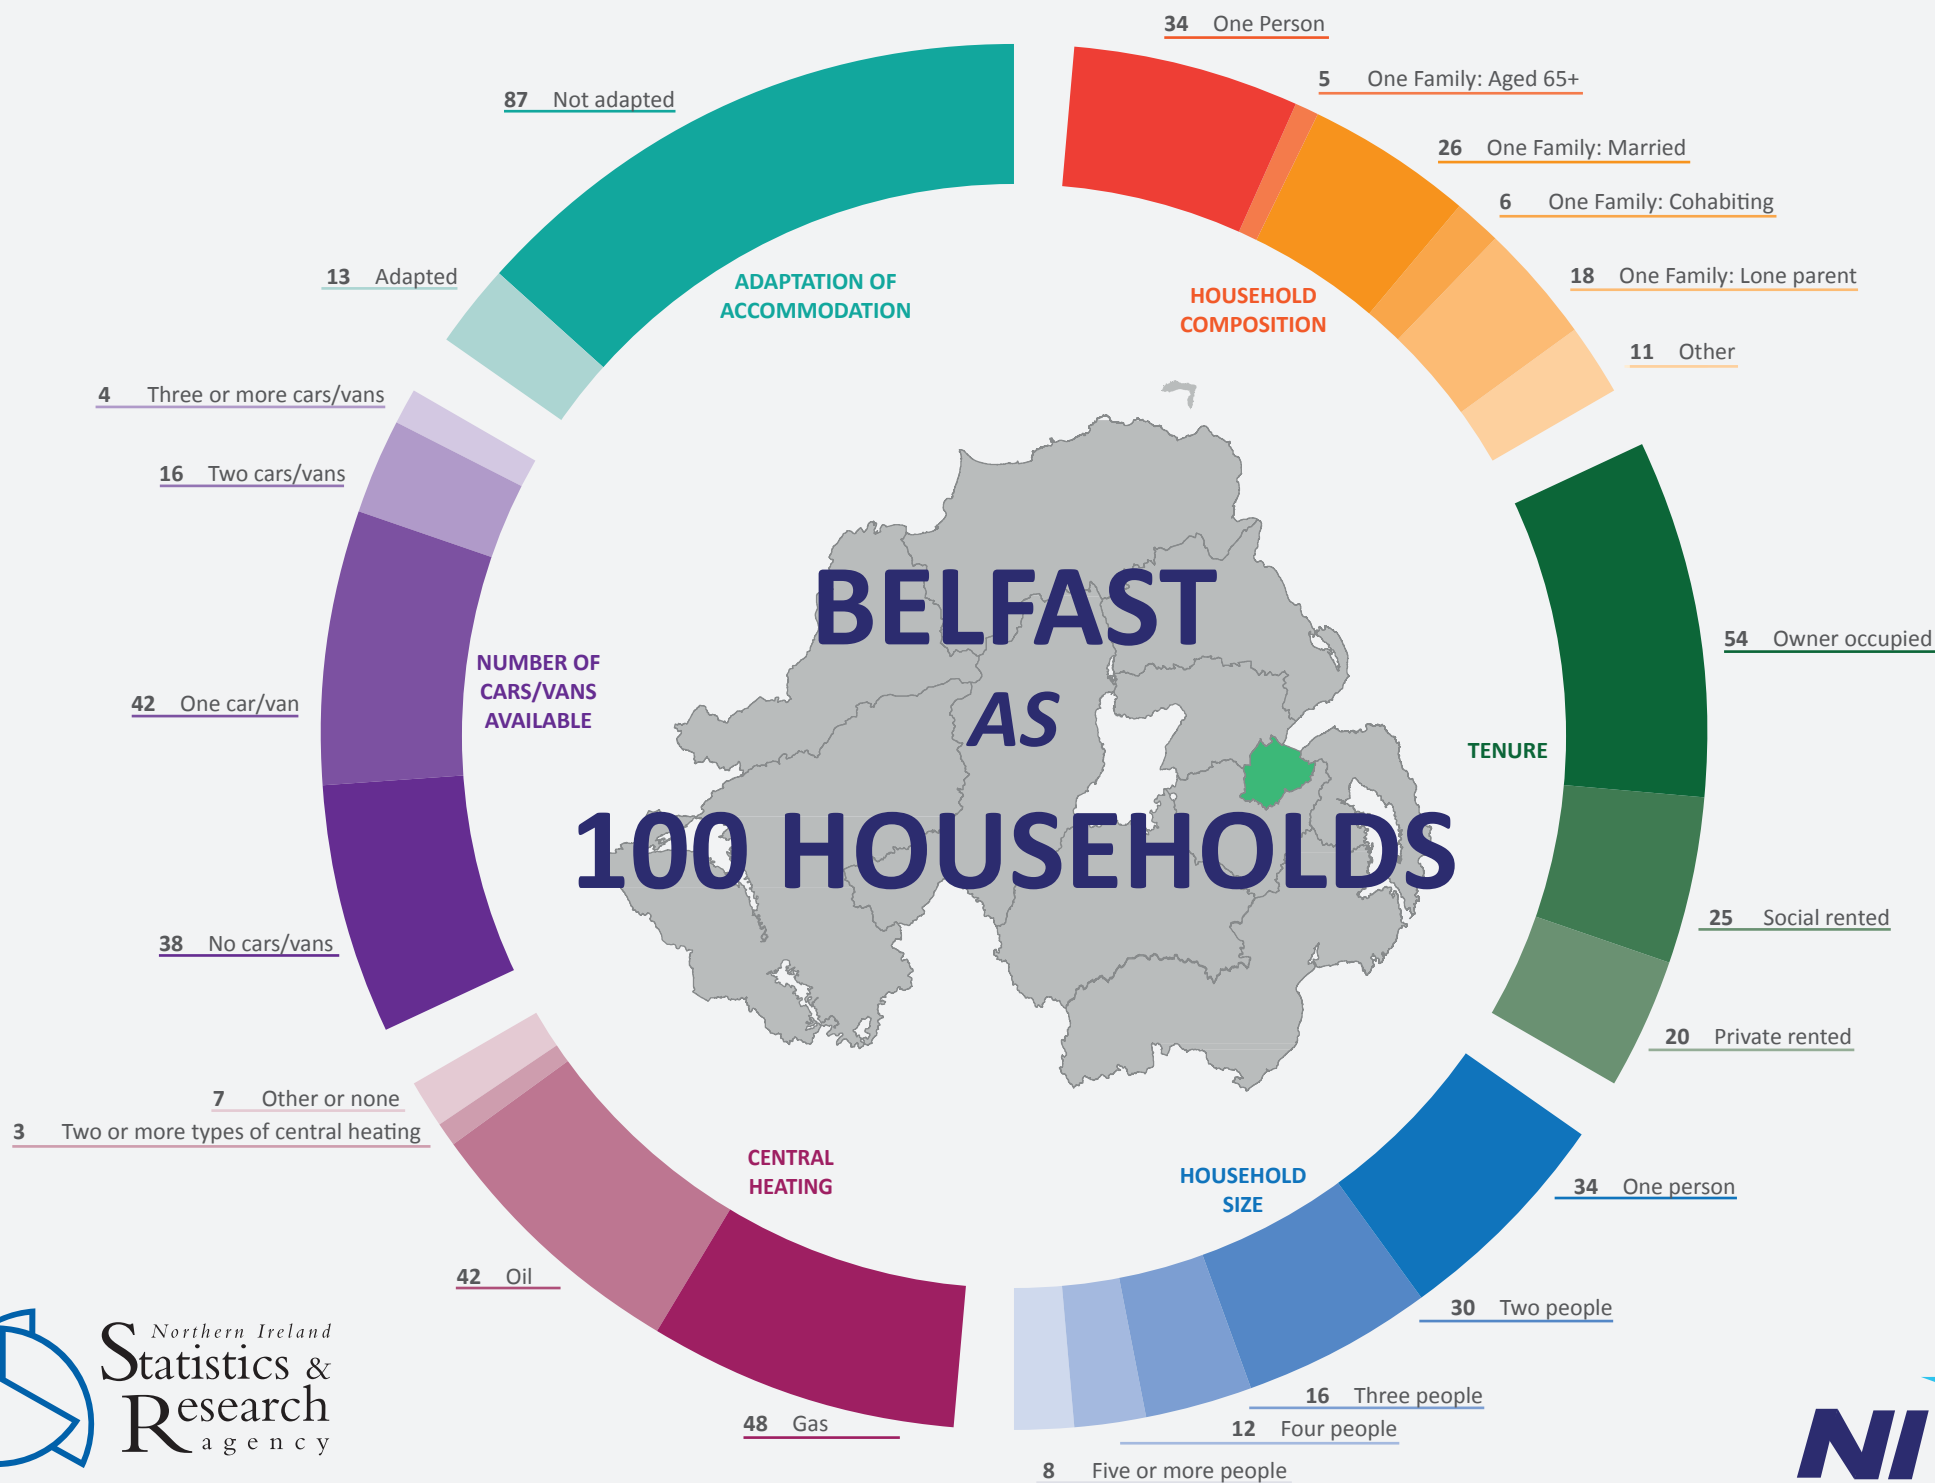 34 One Person
5 One Family: Aged 65+
26 One Family: Married
6 One Family: Cohabiting
18 One Family: Lone parent
11 Other
HOUSEHOLD
COMPOSITION
87 Not adapted
13 Adapted
ADAPTATION OF
ACCOMMODATION
4 Three or more cars/vans
16 Two cars/vans
42 One car/van
38 No cars/vans
NUMBER OF
CARS/VANS
AVAILABLE
BELFAST
AS
100 HOUSEHOLDS
54 Owner occupied
25 Social rented
20 Private rented
TENURE
7 Other or none
3 Two or more types of central heating
42 Oil
48 Gas
CENTRAL
HEATING
HOUSEHOLD
SIZE
34 One person
30 Two people
16 Three people
12 Four people
8 Five or more people
Northern Ireland
Statistics &
Research
agency
NI